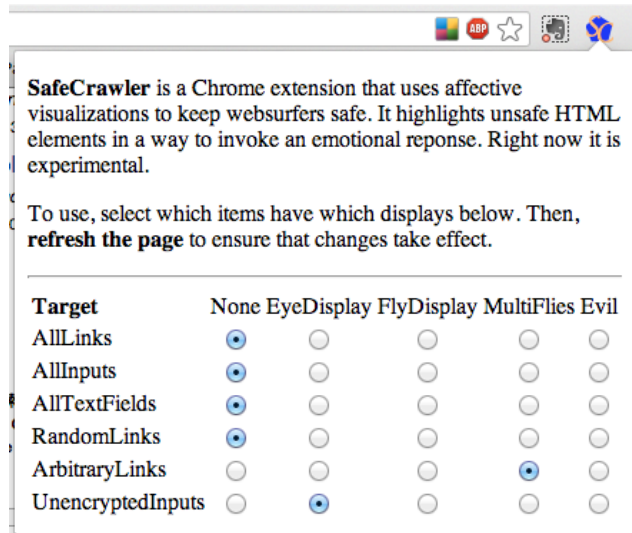 ABP
SafeCrawler is a Chrome extension that uses affective
visualizations to keep websurfers safe. It highlights unsafe HTML
elements in a way to invoke an emotional reponse. Right now it is
experimental.
To use, select which items have which displays below. Then,
refresh the page to ensure that changes take effect.
Target None EyeDisplay FlyDisplay MultiFlies Evil
AllLinks
AllInputs
AllTextFields
RandomLinks
ArbitraryLinks
UnencryptedInputs